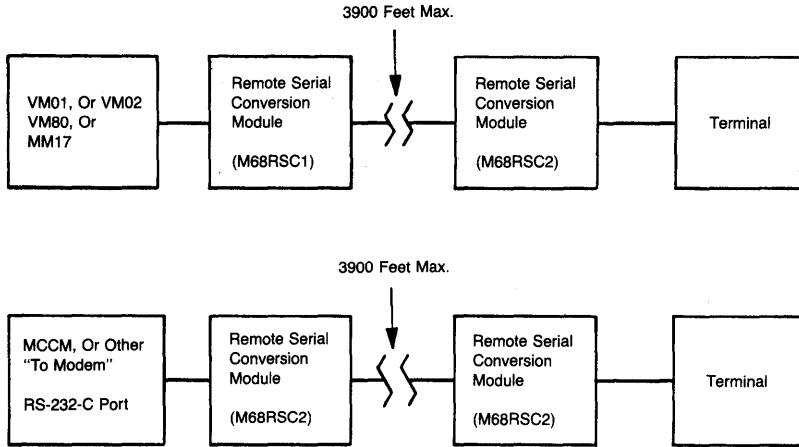 3900 Feet Max.
VM01, Or VM02
VM80, Or
MM17
Remote Serial
Conversion
Module
(M68RSC1)
Remote Serial
Conversion
Module
(M68RSC2)
Terminal
3900 Feet Max.
MCCM, Or Other
"To Modem"
RS-232-C Port
Remote Serial
Conversion
Module
(M68RSC2)
Remote Serial
Conversion
Module
(M68RSC2)
Terminal